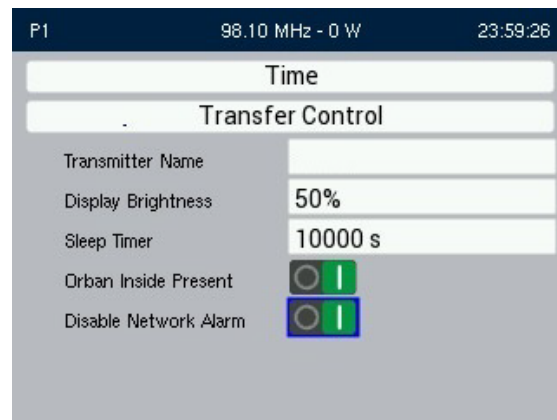 P1 98.10 MHz - 0 W 23:59:26
Time
Transfer Control
Transmitter Name
Display Brightness 50%
Sleep Timer 10000 s
Orban Inside Present
Disable Network Alarm